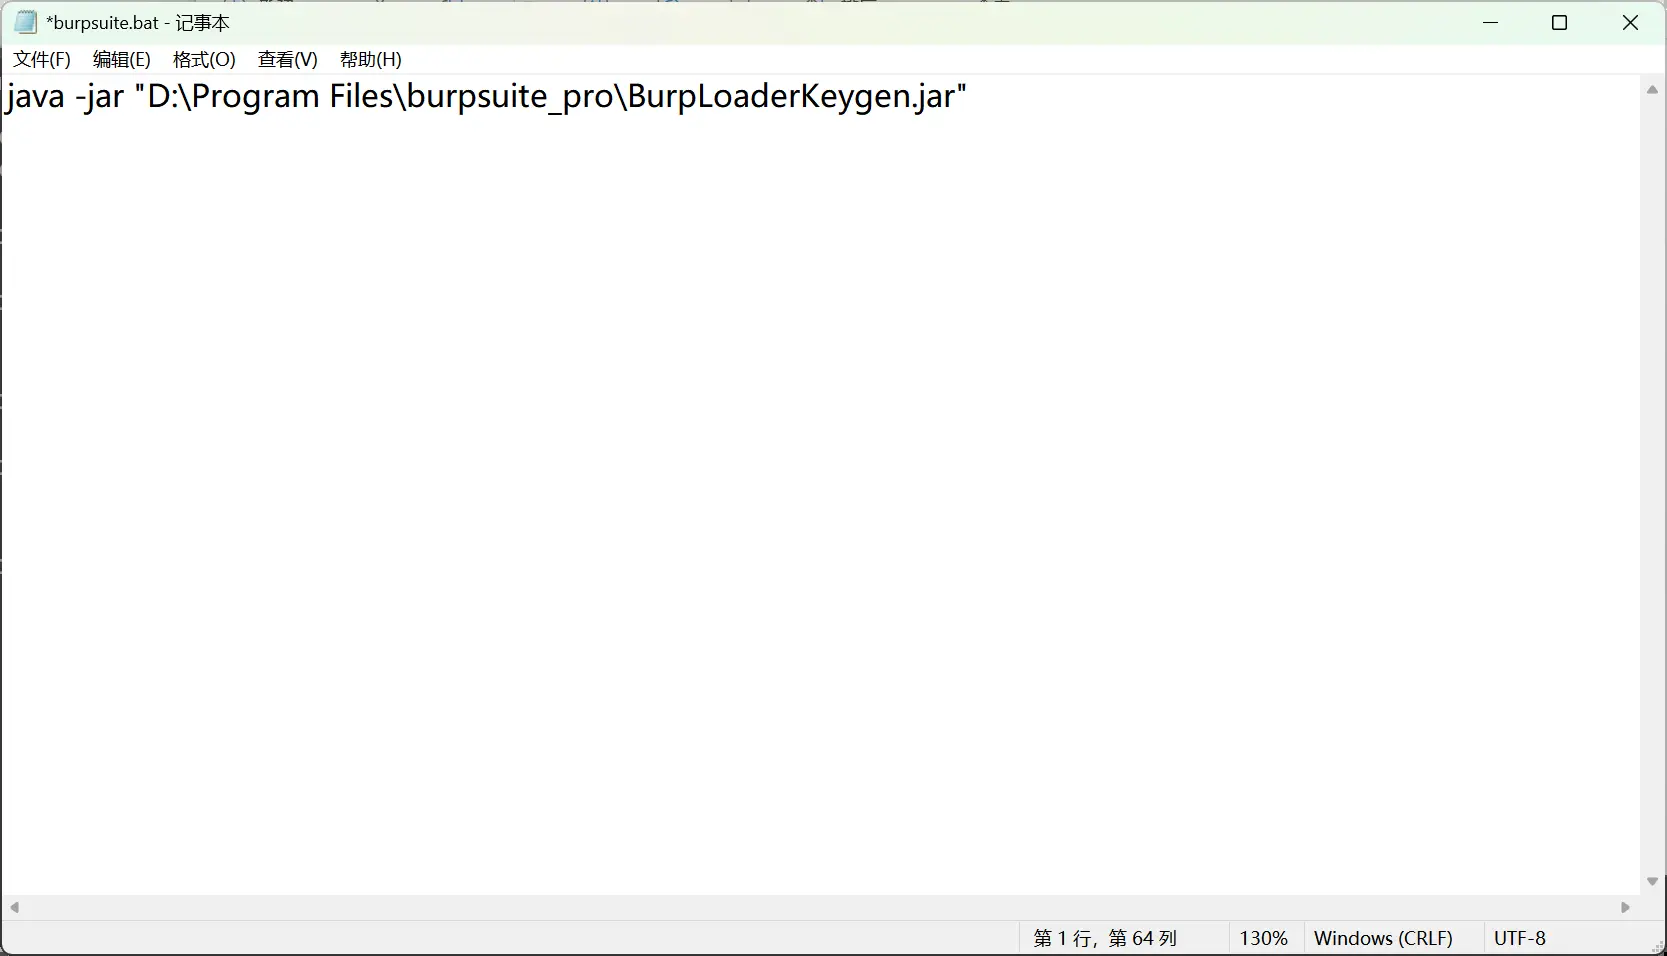 *burpsuite.bat - 记事本
文件(F) 编辑(E) 格式(O) 查看(V) 帮助(H)
java -jar "D:\Program Files\burpsuite_pro\BurpLoaderKeygen.jar"
第 1 行，第 64 列 130% Windows (CRLF) UTF-8